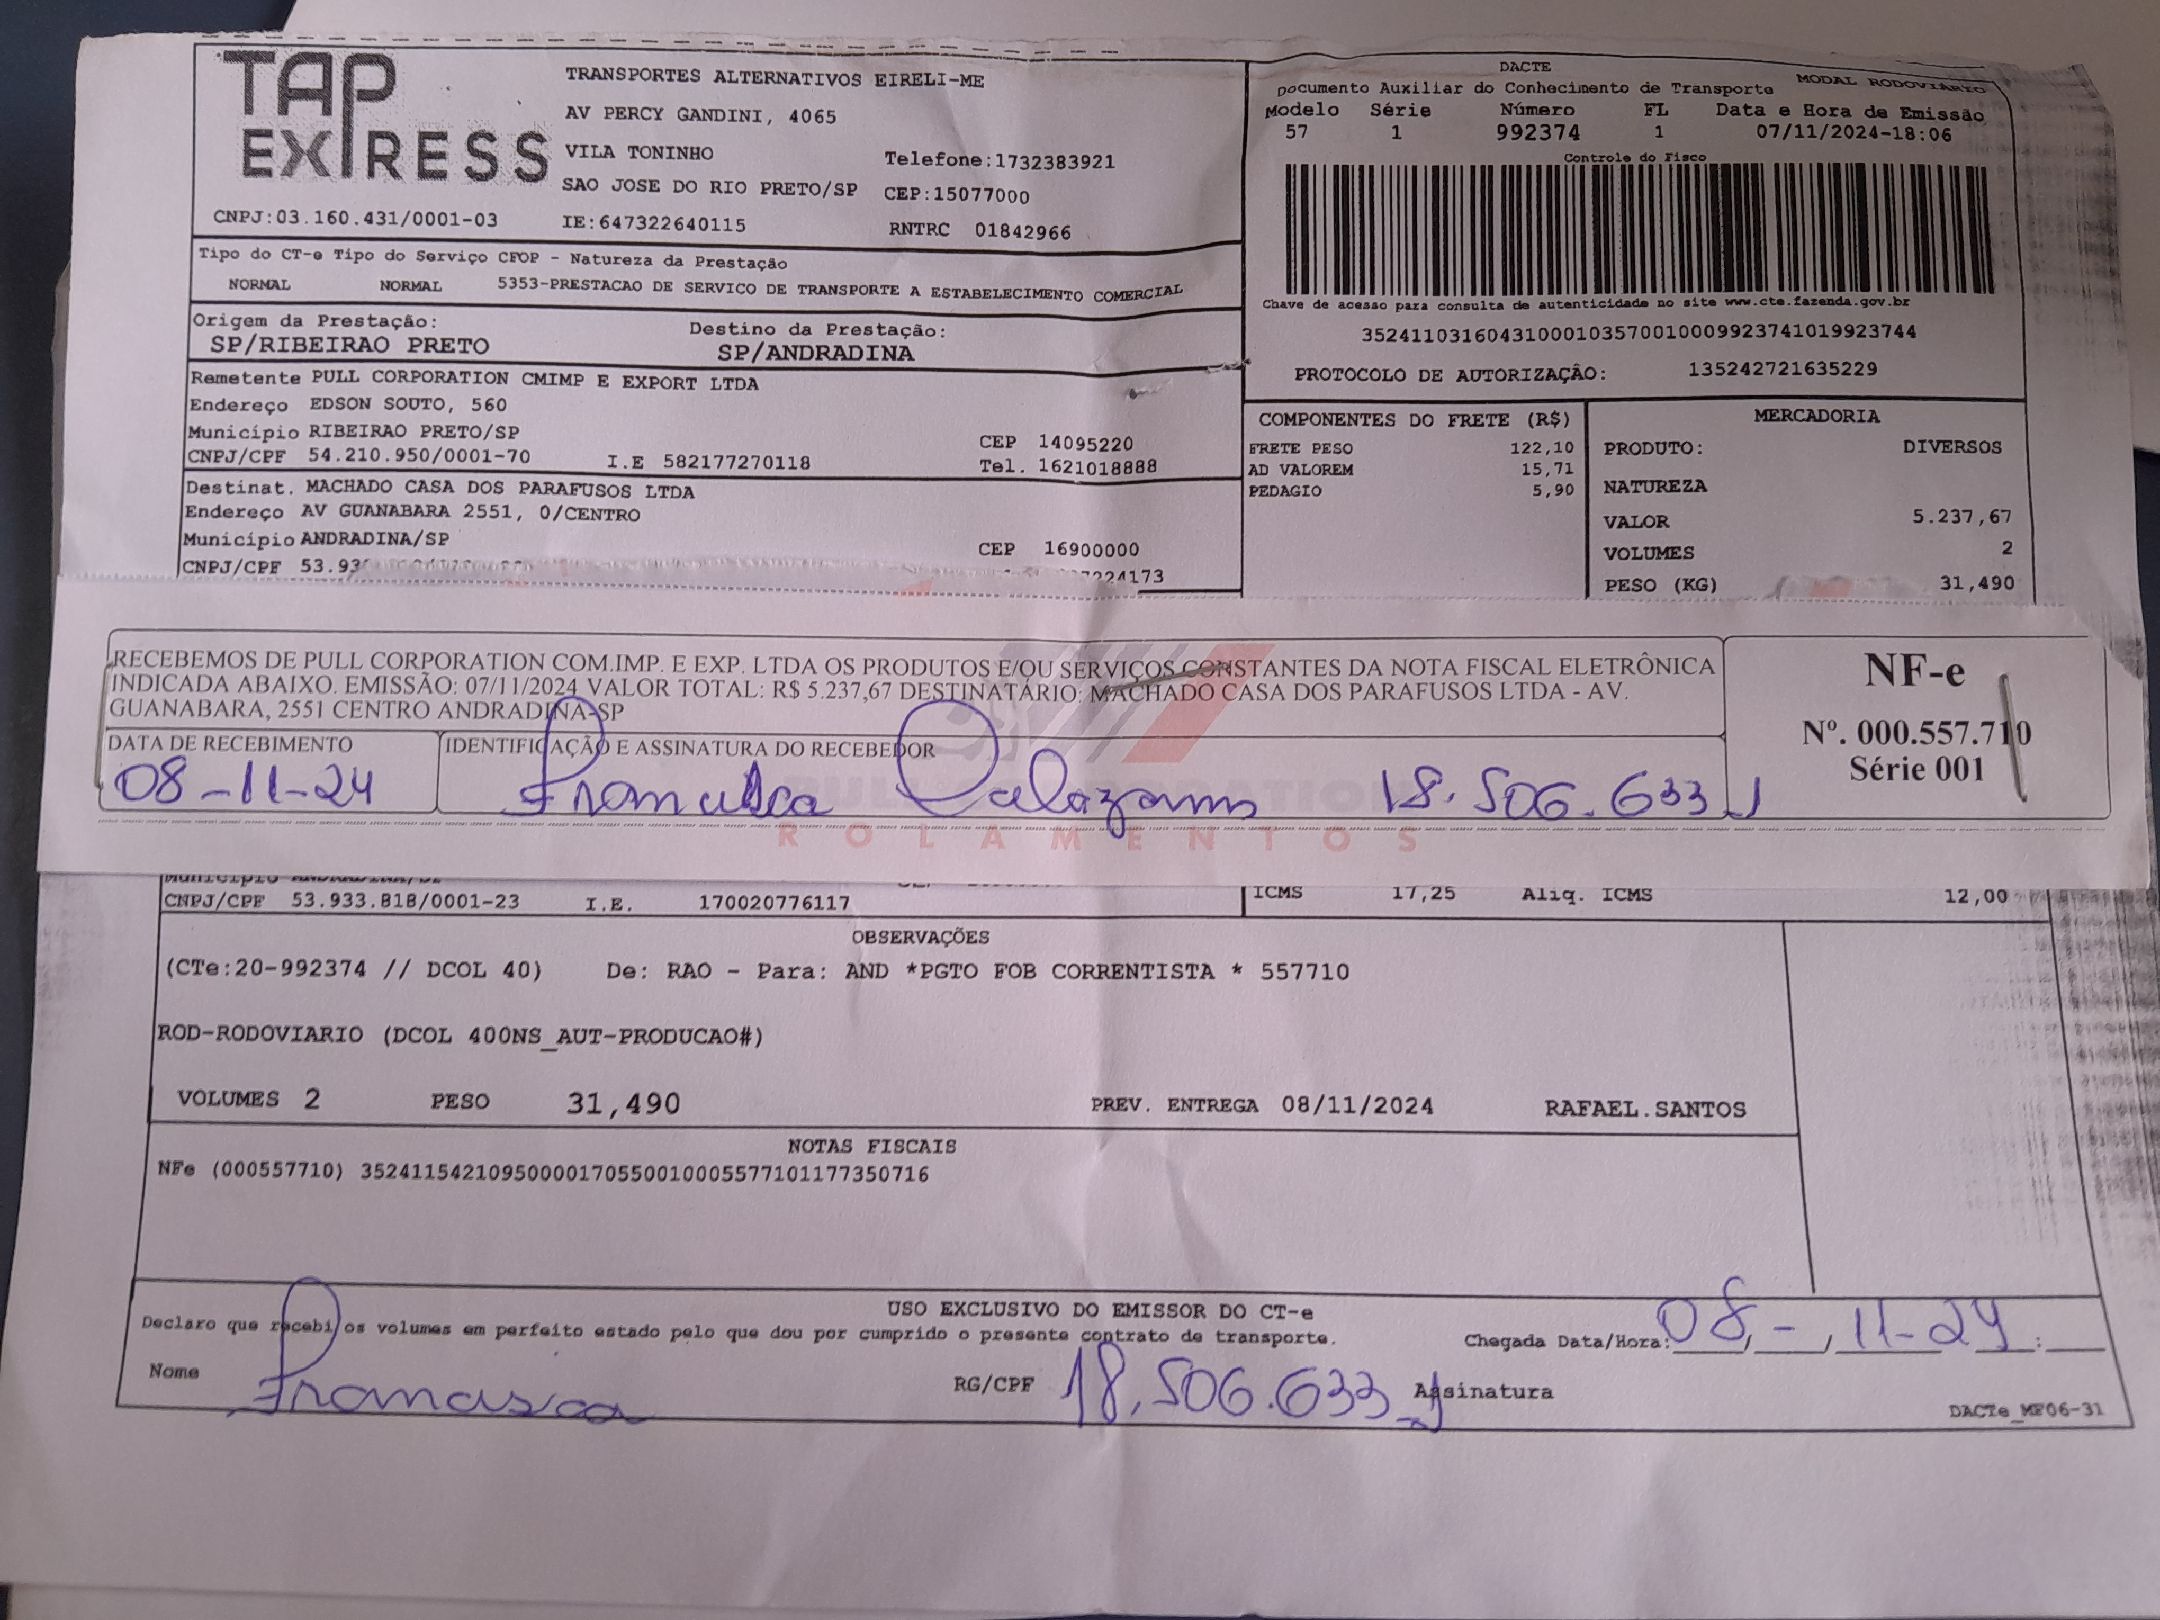 TAP EXPRESS
TRANSPORTES ALTERNATIVOS EIRELI-ME
AV PERCY GANDINI, 4065
VILA TONINHO Telefone:1732383921
SAO JOSE DO RIO PRETO/SP CEP:15077000
CNPJ:03.160.431/0001-03 IE:647322640115 RNTRC 01842966
DACTE
Documento Auxiliar do Conhecimento de Transporte MODAL RODOVIARIO
Modelo Série Número FL Data e Hora de Emissão
57 1 992374 1 07/11/2024-18:06
Controle do Fisco
Chave de acesso para consulta de autenticidade no site www.cte.fazenda.gov.br
35241103160431000103570010009923741019923744
PROTOCOLO DE AUTORIZAÇÃO: 135242721635229
Tipo do CT-e Tipo do Serviço CFOP - Natureza da Prestação
NORMAL NORMAL 5353-PRESTACAO DE SERVICO DE TRANSPORTE A ESTABELECIMENTO COMERCIAL
Origem da Prestação: Destino da Prestação:
SP/RIBEIRAO PRETO SP/ANDRADINA
Remetente PULL CORPORATION CMIMP E EXPORT LTDA
Endereço EDSON SOUTO, 560
Município RIBEIRAO PRETO/SP CEP 14095220
CNPJ/CPF 54.210.950/0001-70 I.E 582177270118 Tel. 1621018888
Destinat. MACHADO CASA DOS PARAFUSOS LTDA
Endereço AV GUANABARA 2551, 0/CENTRO
Município ANDRADINA/SP CEP 16900000
CNPJ/CPF 53.93
COMPONENTES DO FRETE (R$)
FRETE PESO 122,10
AD VALOREM 15,71
PEDAGIO 5,90
MERCADORIA
PRODUTO: DIVERSOS
NATUREZA
VALOR 5.237,67
VOLUMES 2
PESO (KG) 31,490
RECEBEMOS DE PULL CORPORATION COM.IMP. E EXP. LTDA OS PRODUTOS E/OU SERVIÇOS CONSTANTES DA NOTA FISCAL ELETRÔNICA
INDICADA ABAIXO. EMISSÃO: 07/11/2024 VALOR TOTAL: R$ 5.237,67 DESTINATÁRIO: MACHADO CASA DOS PARAFUSOS LTDA - AV.
GUANABARA, 2551 CENTRO ANDRADINA-SP
DATA DE RECEBIMENTO IDENTIFICAÇÃO E ASSINATURA DO RECEBEDOR
08-11-24 Francisca Calazans 18.506.633-1
NF-e
Nº. 000.557.710
Série 001
ROLAMENTOS
Município ANDRADINA/SP
CNPJ/CPF 53.933.818/0001-23 I.E. 170020776117
ICMS 17,25 Aliq. ICMS 12,00
OBSERVAÇÕES
(CTe:20-992374 // DCOL 40) De: RAO - Para: AND *PGTO FOB CORRENTISTA * 557710
ROD-RODOVIARIO (DCOL 400NS_AUT-PRODUCAO#)
VOLUMES 2 PESO 31,490 PREV. ENTREGA 08/11/2024 RAFAEL.SANTOS
NOTAS FISCAIS
NFe (000557710) 35241154210950000170550010005577101177350716
USO EXCLUSIVO DO EMISSOR DO CT-e
Declaro que recebi os volumes em perfeito estado pelo que dou por cumprido o presente contrato de transporte. Chegada Data/Hora: 08-11-24
Nome Francisca RG/CPF 18.506.633-1 Assinatura
DACTe_MF06-31